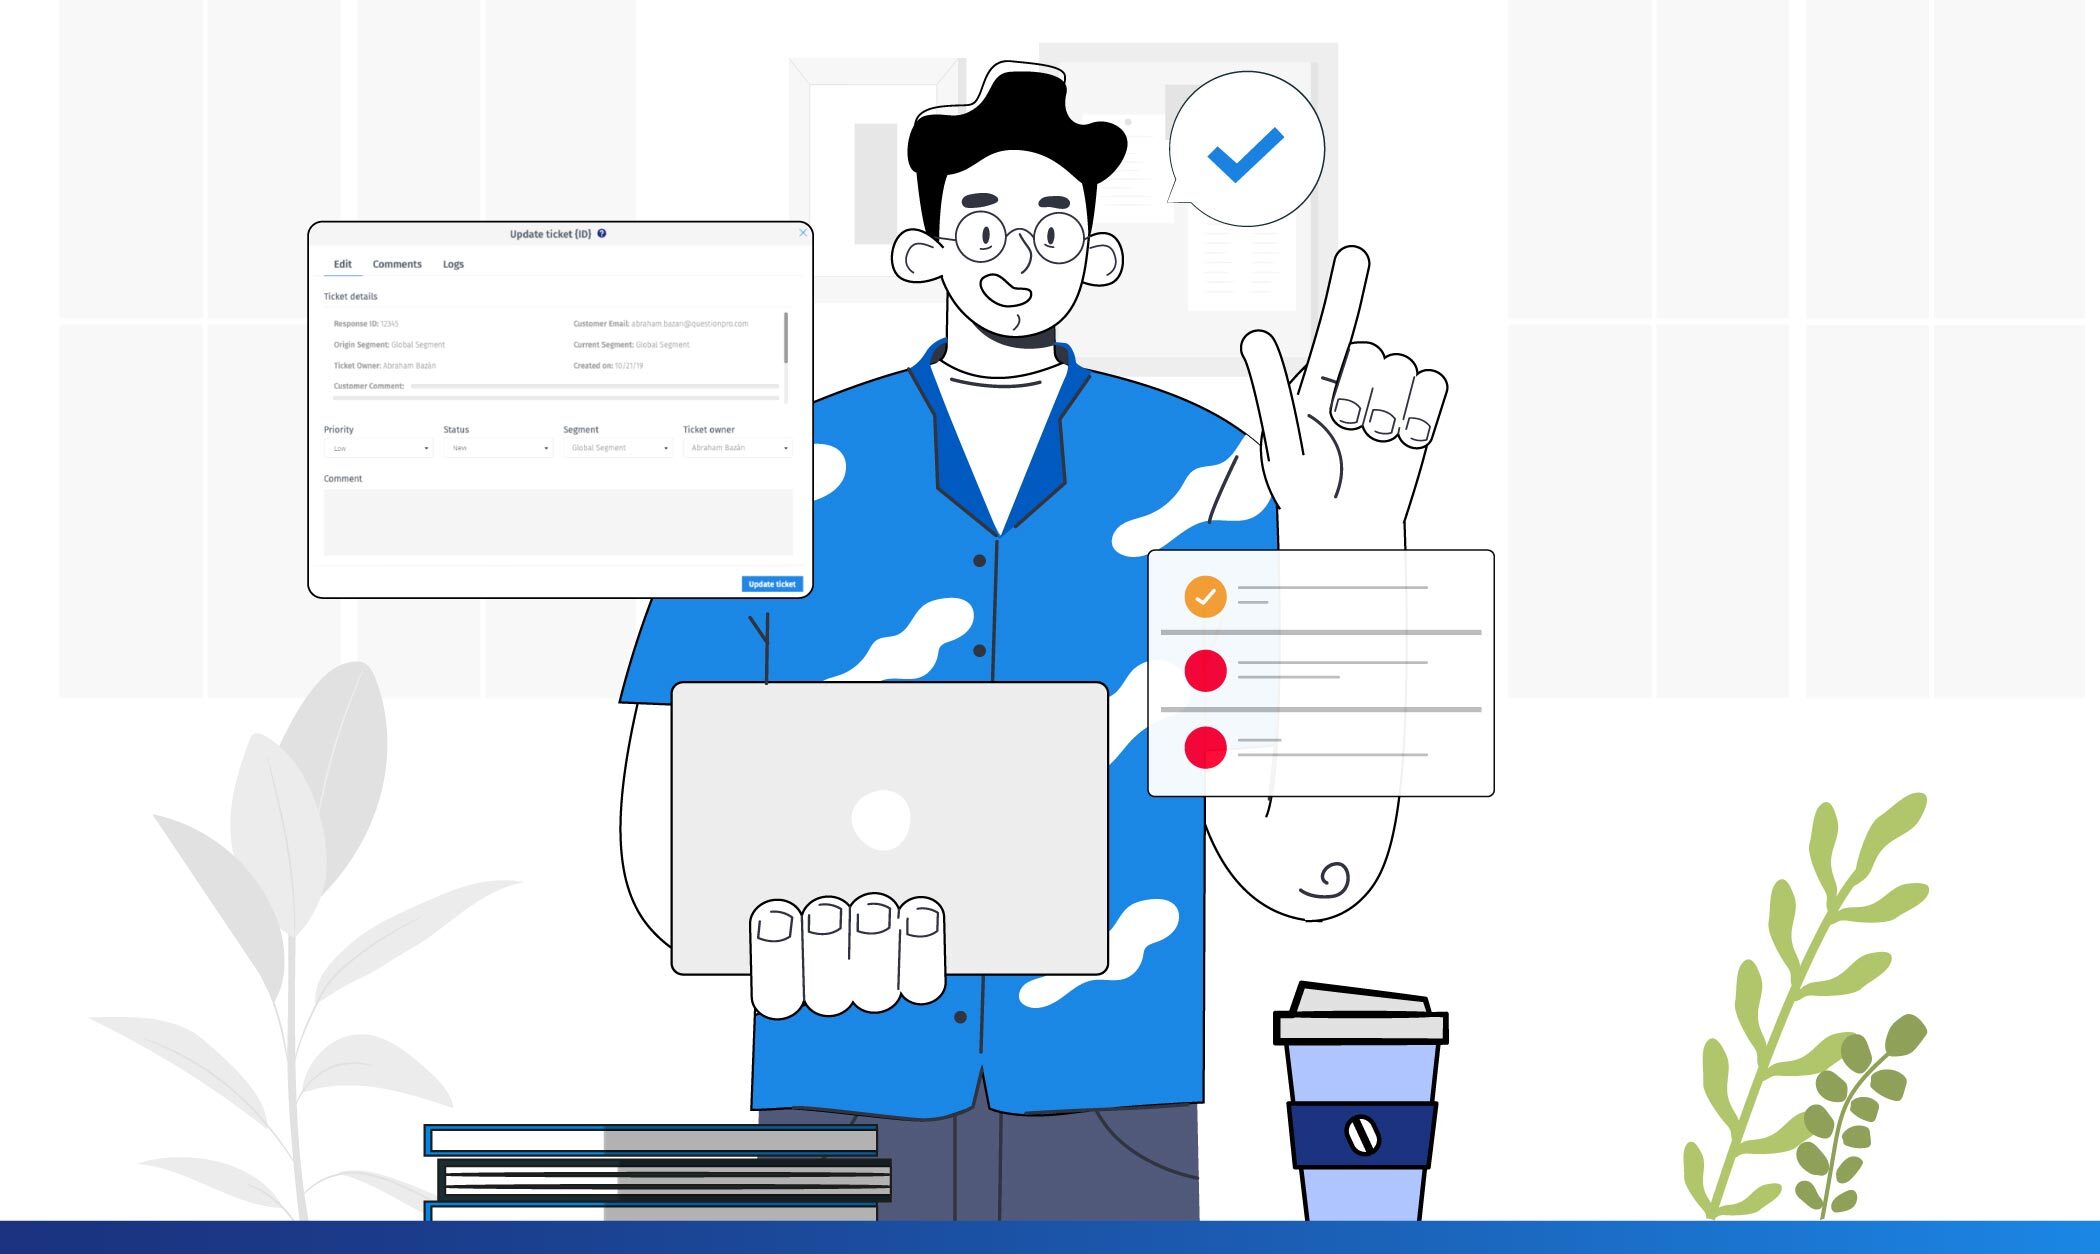 Update ticket {ID} ?
Edit Comments Logs
Ticket details
Response ID: 12345 Customer Email: abraham.bazan@questionpro.com
Origin Segment: Global Segment Current Segment: Global Segment
Ticket Owner: Abraham Bazán Created on: 10/21/19
Customer Comment:
Priority Status Segment Ticket owner
Low New Global Segment Abraham Bazán
Comment
Update ticket